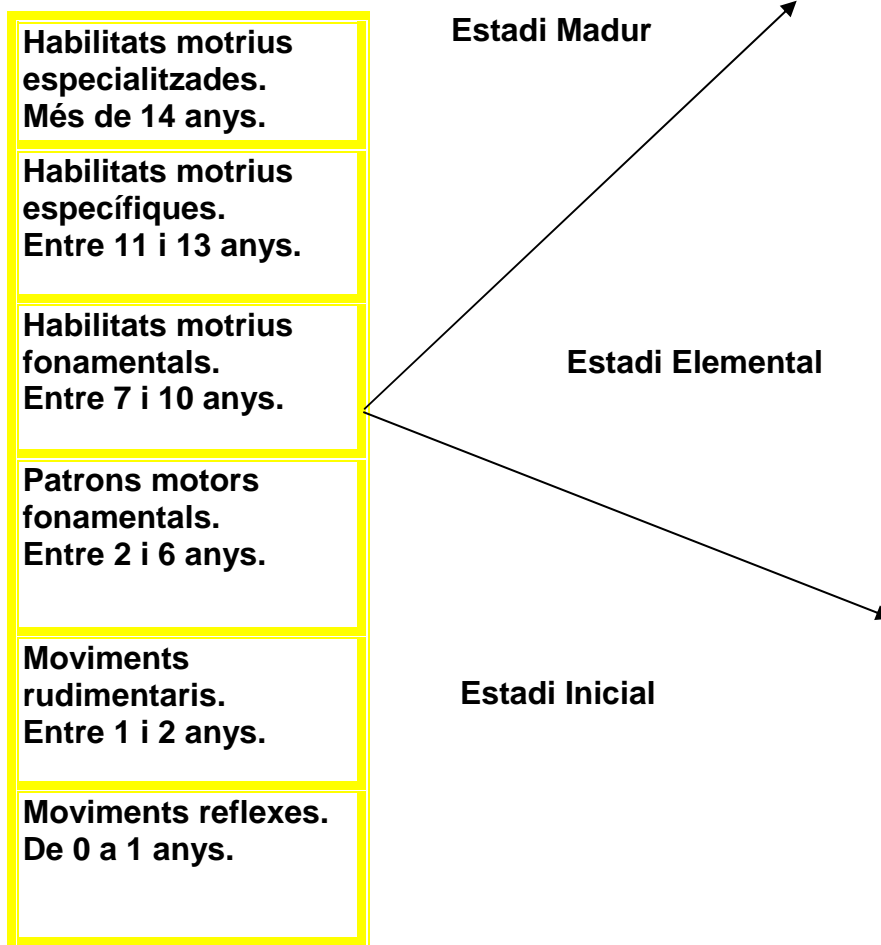 Estadi Madur
Habilitats motrius
especialitzades.
Més de 14 anys.
Habilitats motrius
específiques.
Entre 11 i 13 anys.
Habilitats motrius
fonamentals.
Entre 7 i 10 anys.
Estadi Elemental
Patrons motors
fonamentals.
Entre 2 i 6 anys.
Moviments
rudimentaris.
Entre 1 i 2 anys.
Estadi Inicial
Moviments reflexes.
De 0 a 1 anys.